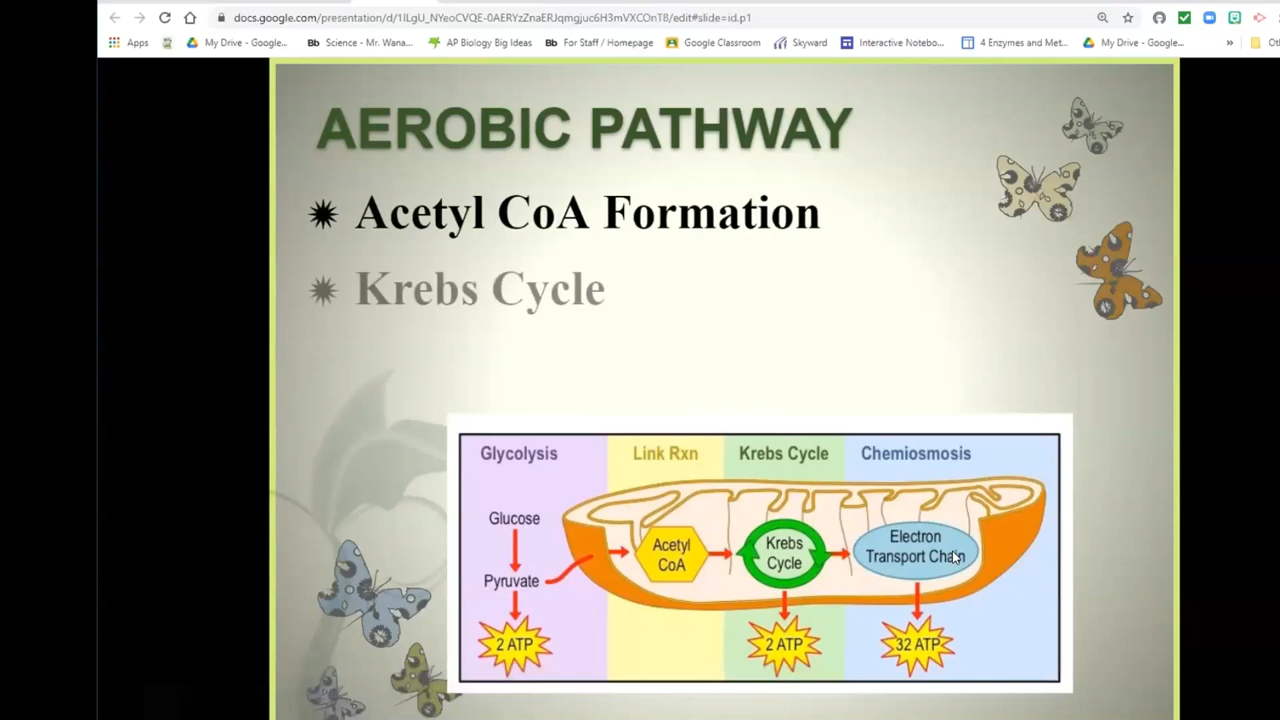 docs.google.com/presentation/d/1lLgU_NYeoCVQE-0AERYzZnaERJqmgjuc6H3mVXCOnT8/edit#slide=id.p1
Apps My Drive - Google... Bb Science - Mr. Wana... AP Biology Big Ideas Bb For Staff / Homepage Google Classroom Skyward Interactive Notebo... 4 Enzymes and Met... My Drive - Google... »
AEROBIC PATHWAY
Acetyl CoA Formation
Krebs Cycle
Glycolysis Link Rxn Krebs Cycle Chemiosmosis
Glucose
Pyruvate
2 ATP
Acetyl
CoA
Krebs
Cycle
2 ATP
Electron
Transport Chain
32 ATP